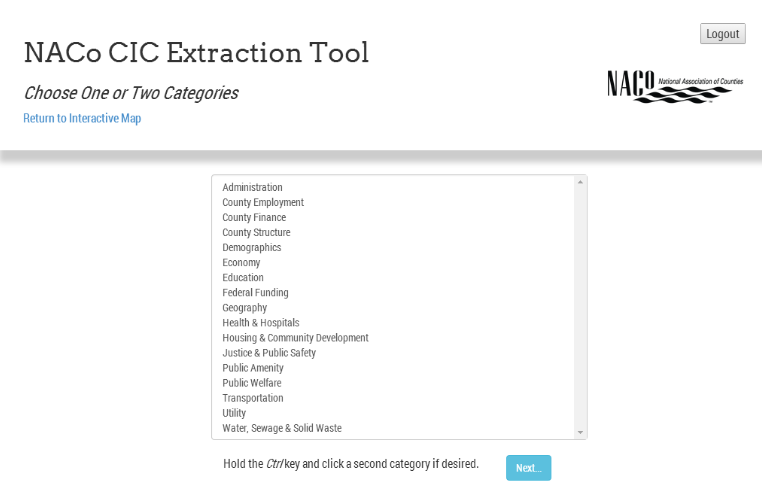 Logout
NACo CIC Extraction Tool
Choose One or Two Categories
NACO National Association of Counties
Return to Interactive Map
Administration
County Employment
County Finance
County Structure
Demographics
Economy
Education
Federal Funding
Geography
Health & Hospitals
Housing & Community Development
Justice & Public Safety
Public Amenity
Public Welfare
Transportation
Utility
Water, Sewage & Solid Waste
Hold the Ctrl key and click a second category if desired.
Next...